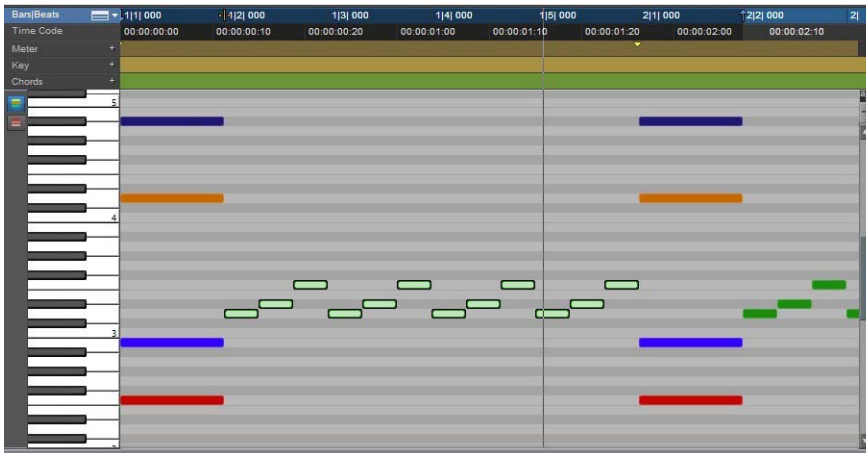 Bars|Beats 1|1| 000 1|2| 000 1|3| 000 1|4| 000 1|5| 000 2|1| 000 2|2| 000 2|
Time Code 00:00:00:00 00:00:00:10 00:00:00:20 00:00:01:00 00:00:01:10 00:00:01:20 00:00:02:00 00:00:02:10
Meter +
Key +
Chords +
5
4
3